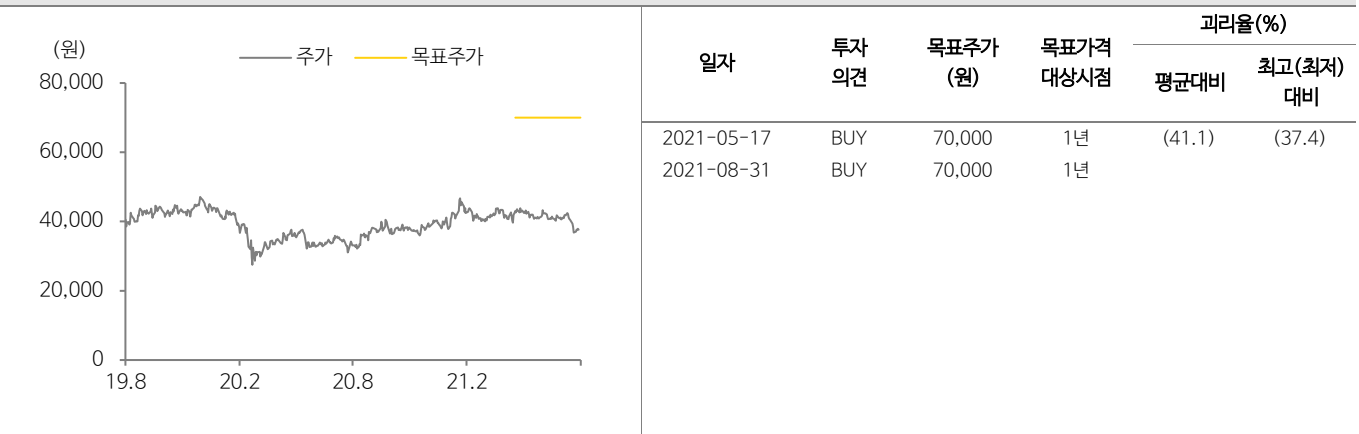 (원)
주가 목표주가
80,000
60,000
40,000
20,000
0
19.8 20.2 20.8 21.2
일자 투자 의견 목표주가 (원) 목표가격 대상시점 괴리율(%)
평균대비 최고(최저) 대비
2021-05-17 BUY 70,000 1년 (41.1) (37.4)
2021-08-31 BUY 70,000 1년